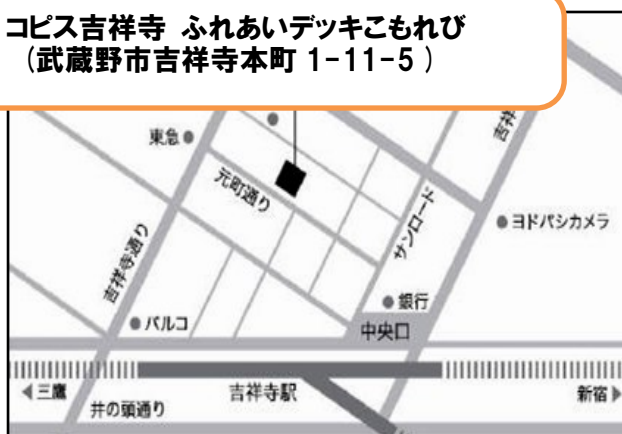 コピス吉祥寺 ふれあいデッキこもれび
(武蔵野市吉祥寺本町 1-11-5 )
東急
元町通り
吉祥
サンロード
ヨドバシカメラ
吉祥寺通り
銀行
パルコ
中央口
三鷹
吉祥寺駅
新宿
井の頭通り